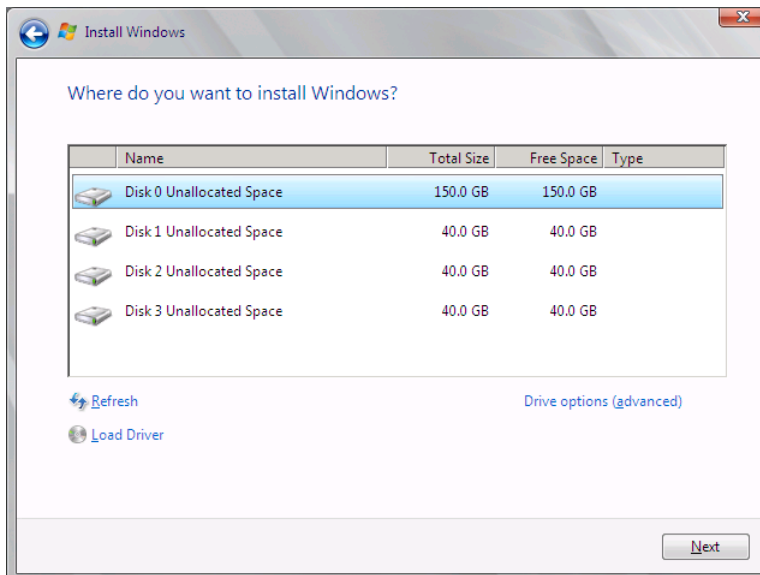 Install Windows
Where do you want to install Windows?
Name Total Size Free Space Type
Disk 0 Unallocated Space 150.0 GB 150.0 GB
Disk 1 Unallocated Space 40.0 GB 40.0 GB
Disk 2 Unallocated Space 40.0 GB 40.0 GB
Disk 3 Unallocated Space 40.0 GB 40.0 GB
Refresh Drive options (advanced)
Load Driver
Next